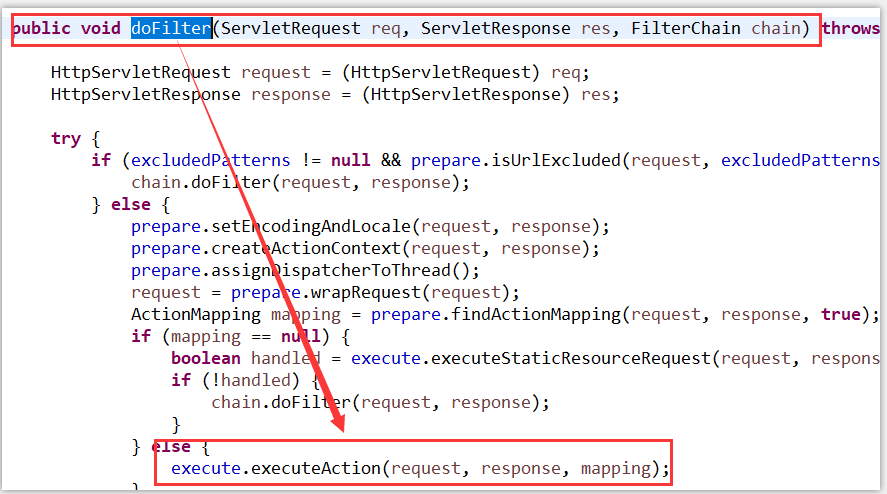 public void doFilter(ServletRequest req, ServletResponse res, FilterChain chain) throws
HttpServletRequest request = (HttpServletRequest) req;
HttpServletResponse response = (HttpServletResponse) res;
try {
if (excludedPatterns != null && prepare.isUrlExcluded(request, excludedPatterns
chain.doFilter(request, response);
} else {
prepare.setEncodingAndLocale(request, response);
prepare.createActionContext(request, response);
prepare.assignDispatcherToThread();
request = prepare.wrapRequest(request);
ActionMapping mapping = prepare.findActionMapping(request, response, true);
if (mapping == null) {
boolean handled = execute.executeStaticResourceRequest(request, respons
if (!handled) {
chain.doFilter(request, response);
}
} else {
execute.executeAction(request, response, mapping);
}